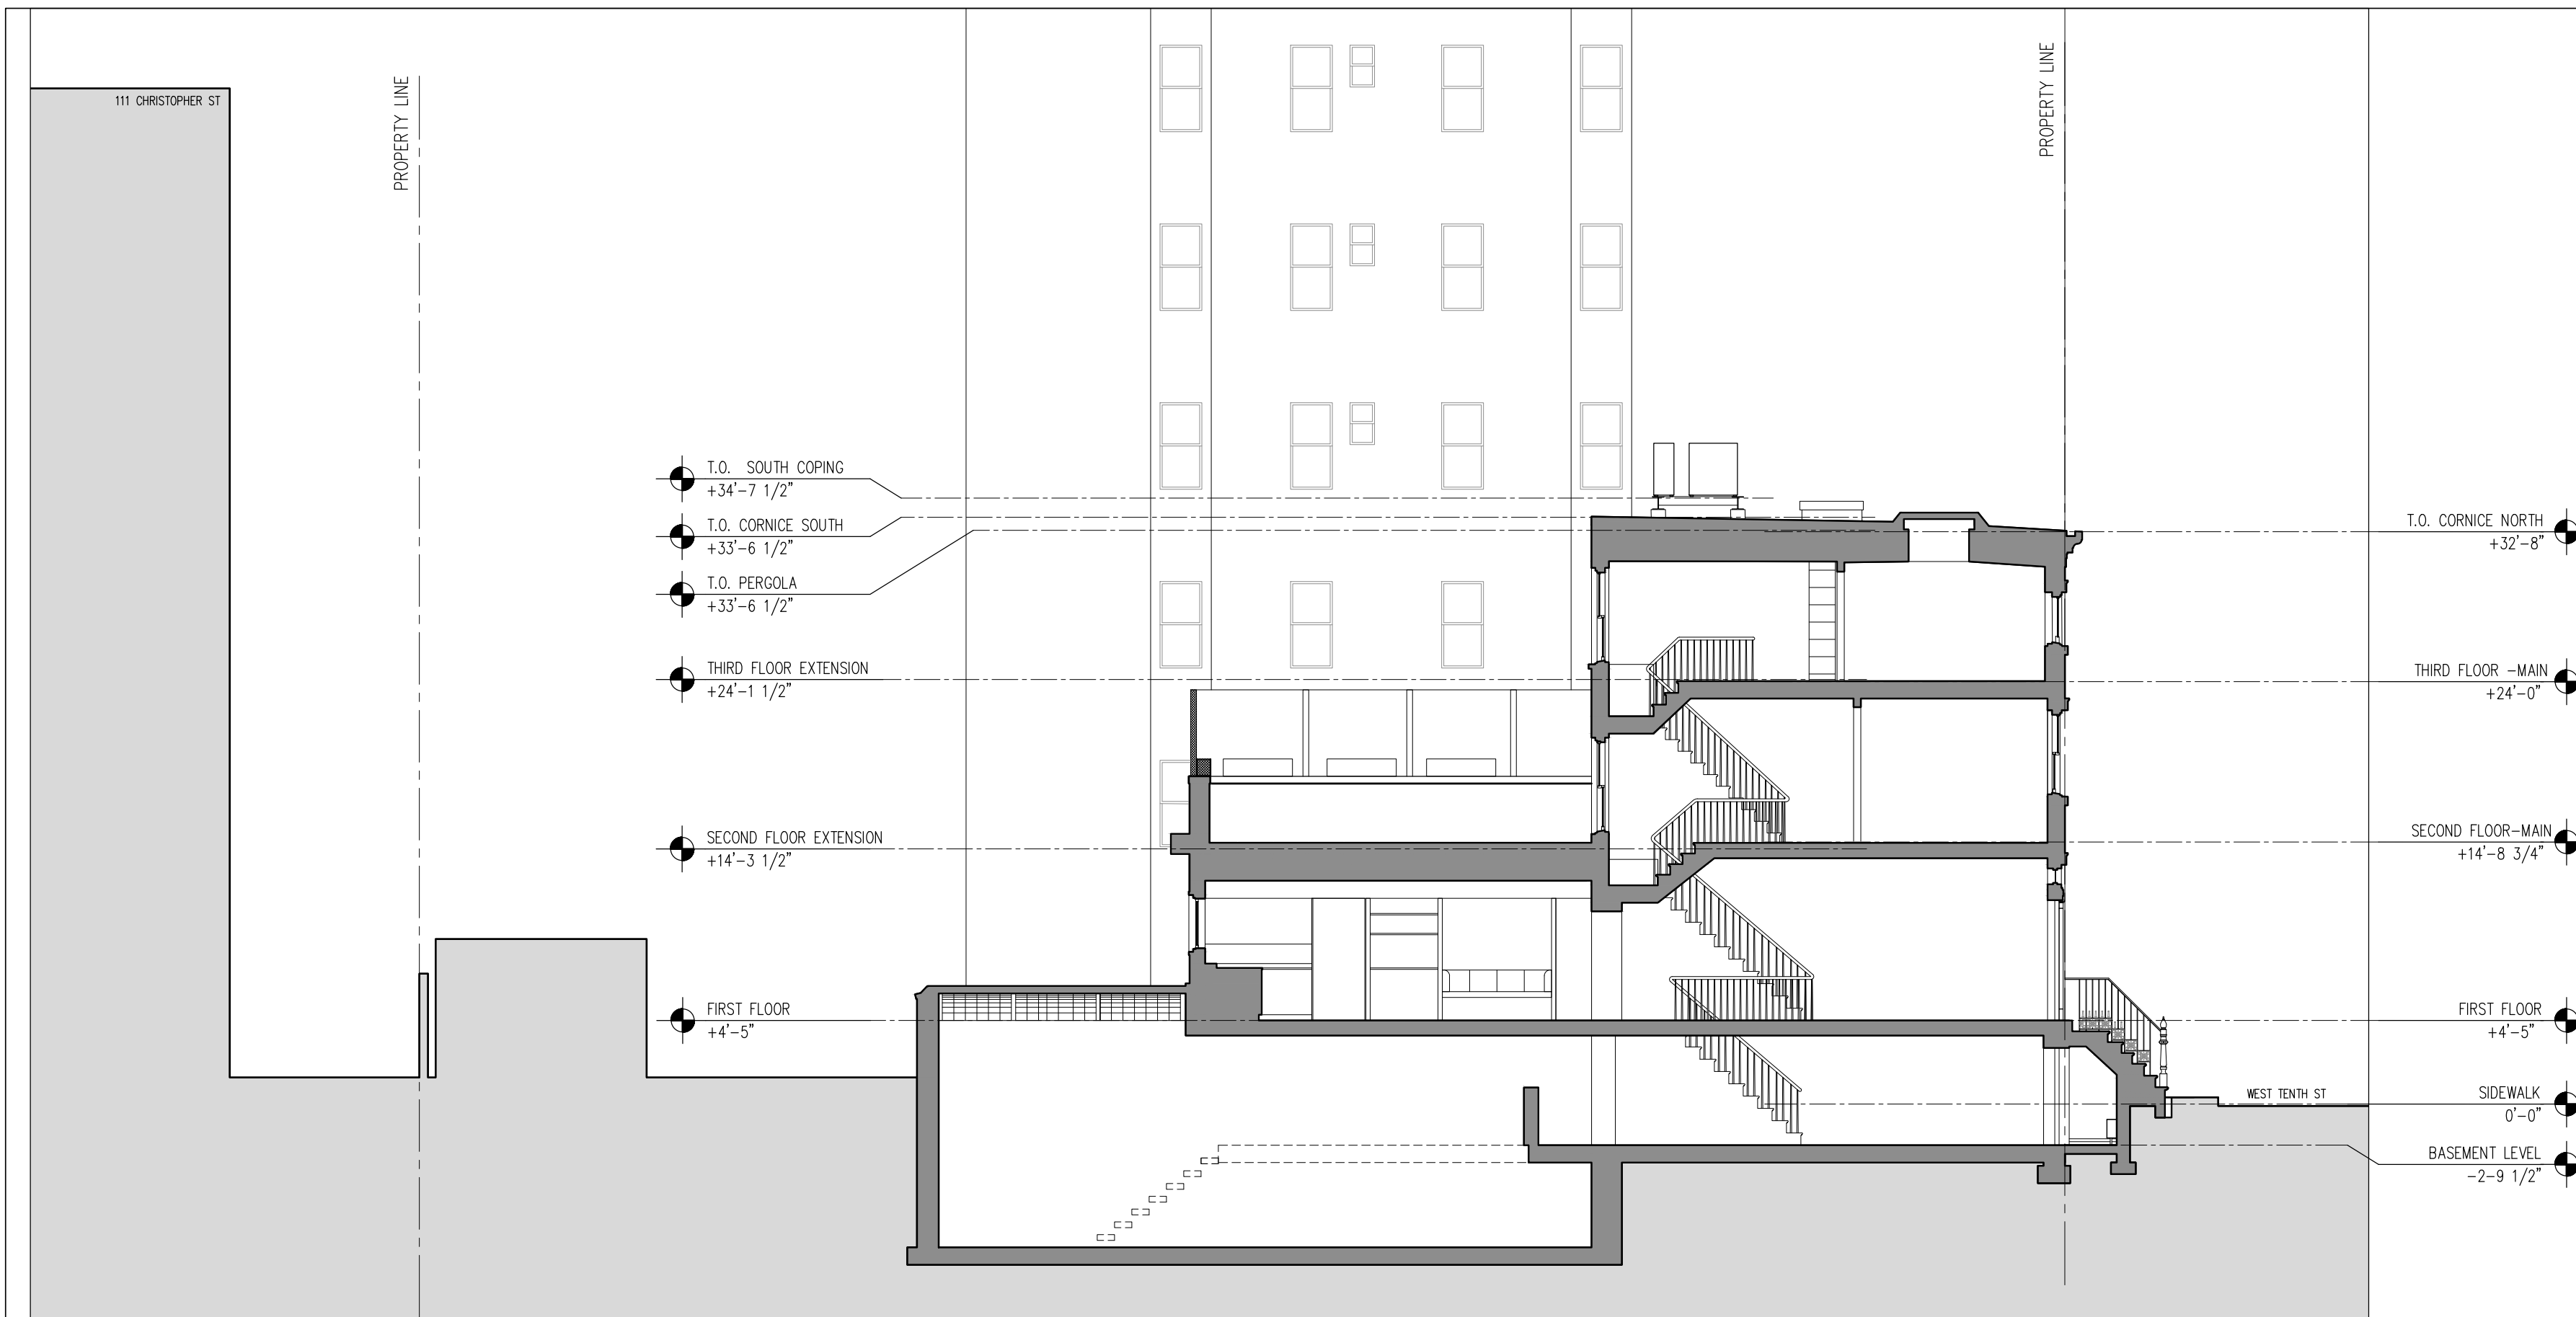 111 CHRISTOPHER ST
PROPERTY LINE
PROPERTY LINE
T.O. SOUTH COPING
+34'-7 1/2"
T.O. CORNICE SOUTH
+33'-6 1/2"
T.O. PERGOLA
+33'-6 1/2"
THIRD FLOOR EXTENSION
+24'-1 1/2"
SECOND FLOOR EXTENSION
+14'-3 1/2"
FIRST FLOOR
+4'-5"
T.O. CORNICE NORTH
+32'-8"
THIRD FLOOR -MAIN
+24'-0"
SECOND FLOOR-MAIN
+14'-8 3/4"
FIRST FLOOR
+4'-5"
WEST TENTH ST
SIDEWALK
0'-0"
BASEMENT LEVEL
-2-9 1/2"